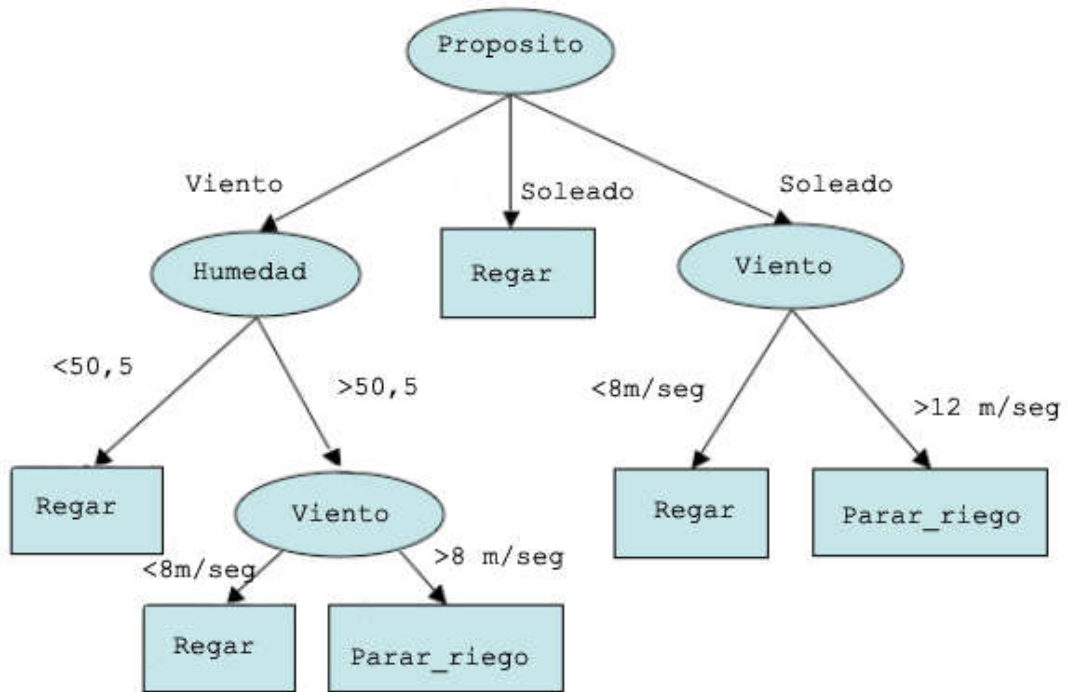 Proposito
Viento
Soleado
Soleado
Humedad
Regar
Viento
<50,5
>50,5
<8m/seg
>12 m/seg
Regar
Viento
Regar
Parar_riego
<8m/seg
>8 m/seg
Regar
Parar_riego